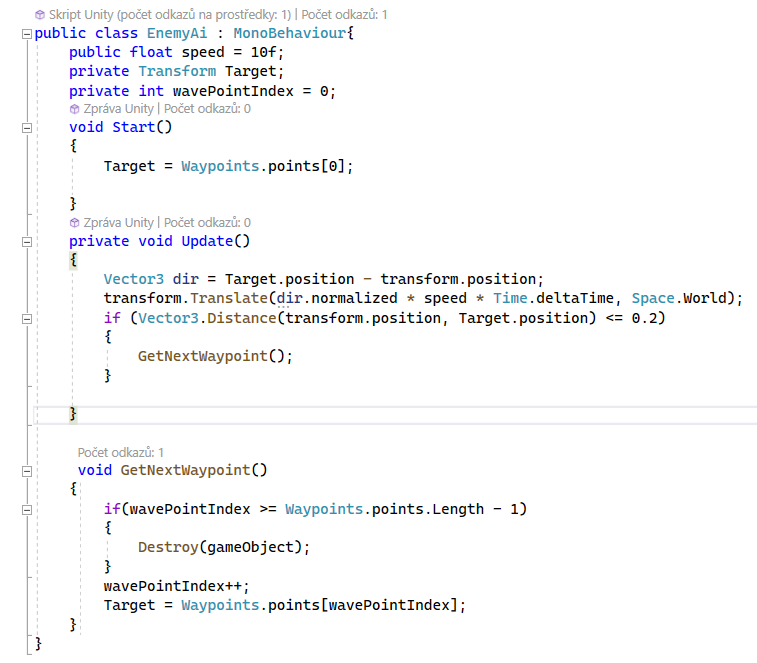 Skript Unity (počet odkazů na prostředky: 1) | Počet odkazů: 1
public class EnemyAi : MonoBehaviour{
public float speed = 10f;
private Transform Target;
private int wavePointIndex = 0;
Zpráva Unity | Počet odkazů: 0
void Start()
{
Target = Waypoints.points[0];
}
Zpráva Unity | Počet odkazů: 0
private void Update()
{
Vector3 dir = Target.position - transform.position;
transform.Translate(dir.normalized * speed * Time.deltaTime, Space.World);
if (Vector3.Distance(transform.position, Target.position) <= 0.2)
{
GetNextWaypoint();
}
}
Počet odkazů: 1
void GetNextWaypoint()
{
if(wavePointIndex >= Waypoints.points.Length - 1)
{
Destroy(gameObject);
}
wavePointIndex++;
Target = Waypoints.points[wavePointIndex];
}
}